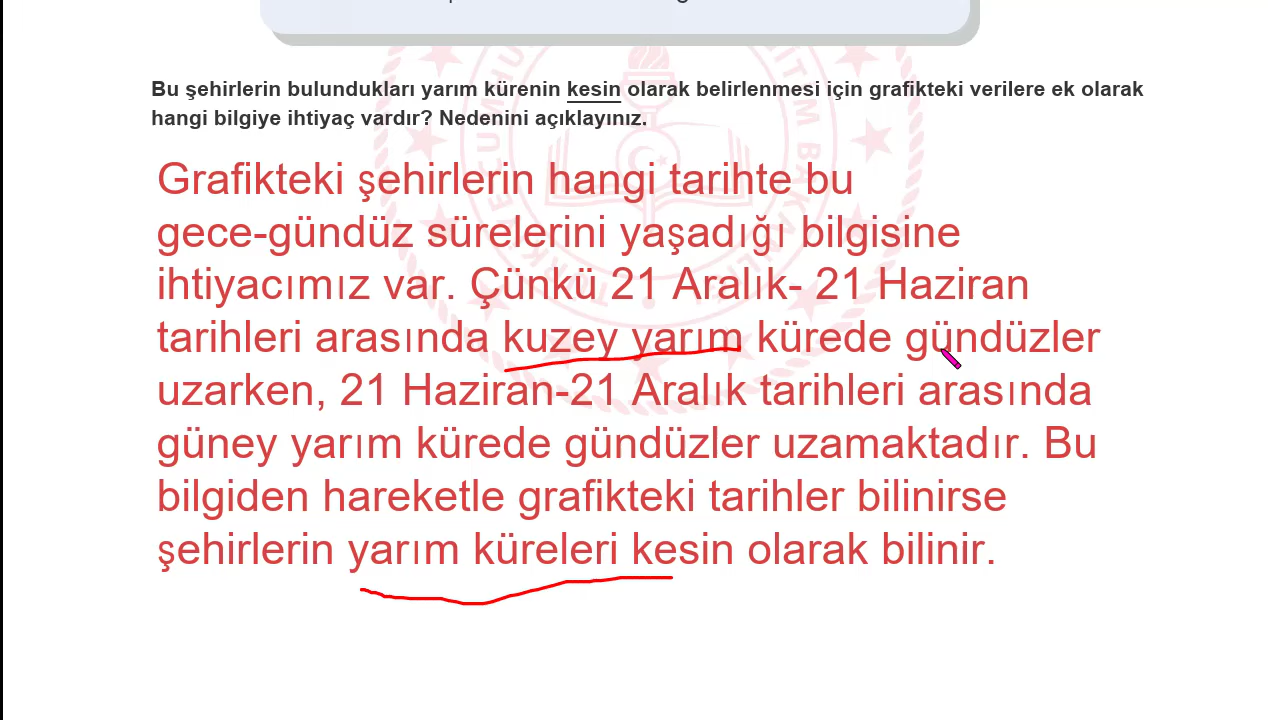 Bu şehirlerin bulundukları yarım kürenin kesin olarak belirlenmesi için grafikteki verilere ek olarak
hangi bilgiye ihtiyaç vardır? Nedenini açıklayınız.
Grafikteki şehirlerin hangi tarihte bu
gece-gündüz sürelerini yaşadığı bilgisine
ihtiyacımız var. Çünkü 21 Aralık- 21 Haziran
tarihleri arasında kuzey yarım kürede gündüzler
uzarken, 21 Haziran-21 Aralık tarihleri arasında
güney yarım kürede gündüzler uzamaktadır. Bu
bilgiden hareketle grafikteki tarihler bilinirse
şehirlerin yarım küreleri kesin olarak bilinir.